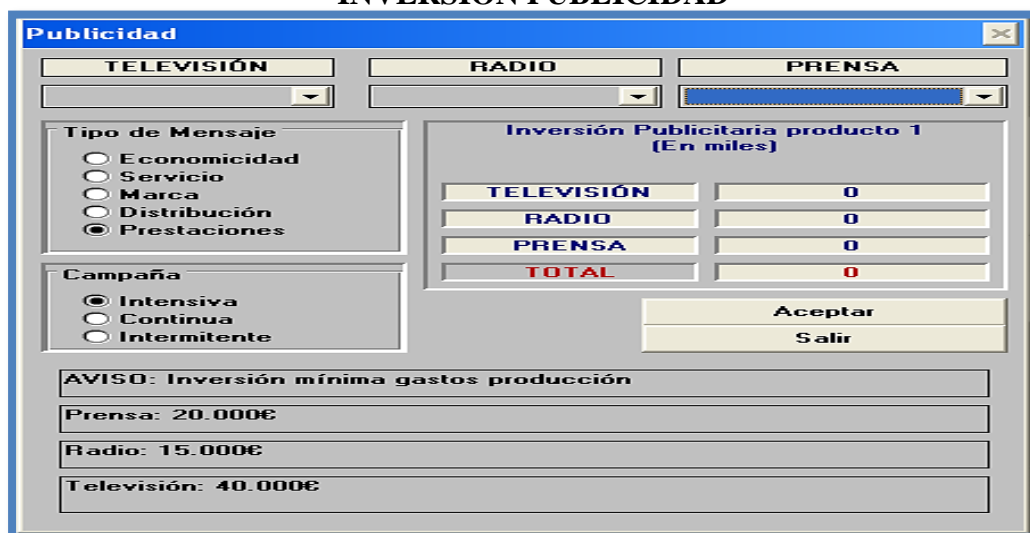 INVERSIÓN PUBLICIDAD
Publicidad
TELEVISIÓN RADIO PRENSA
Tipo de Mensaje
Economicidad
Servicio
Marca
Distribución
Prestaciones
Inversión Publicitaria producto 1
(En miles)
TELEVISIÓN 0
RADIO 0
PRENSA 0
TOTAL 0
Campaña
Intensiva
Continua
Intermitente
Aceptar
Salir
AVISO: Inversión mínima gastos producción
Prensa: 20.000€
Radio: 15.000€
Televisión: 40.000€